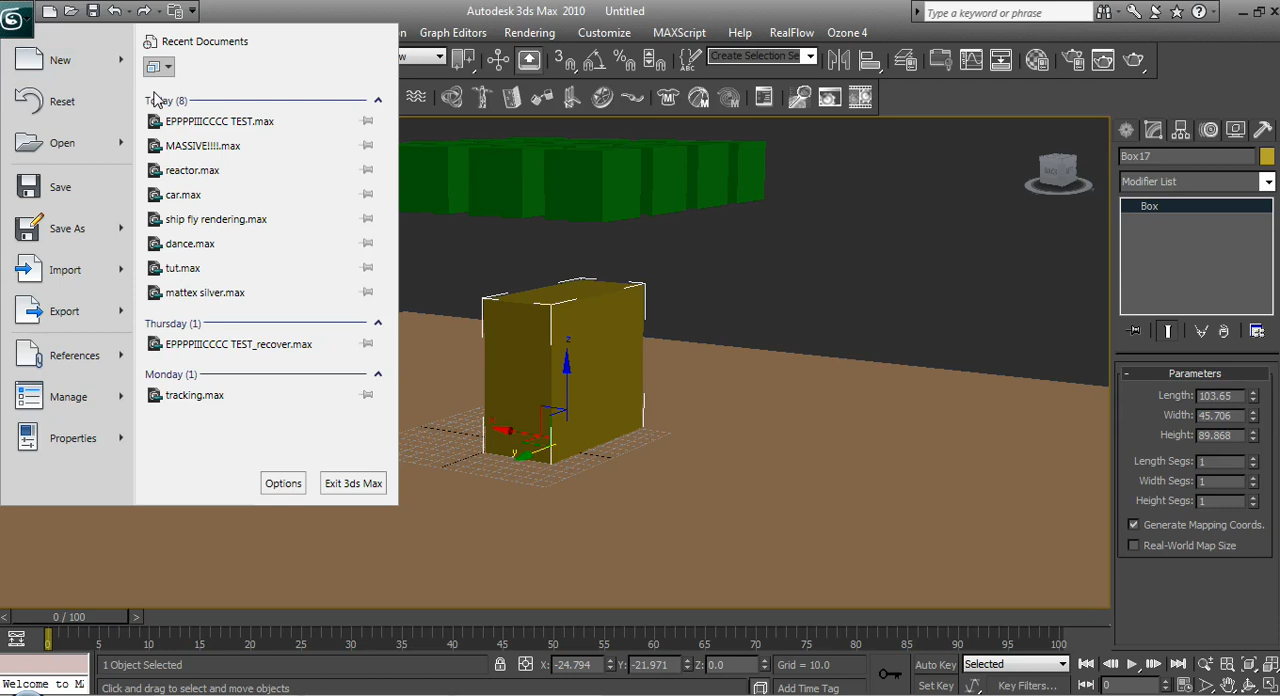 Autodesk 3ds Max 2010 Untitled
Type a keyword or phrase
Graph Editors Rendering Customize MAXScript Help RealFlow Ozone 4
Create Selection Se
New
Reset
Open
Save
Save As
Import
Export
References
Manage
Properties
Recent Documents
Today (8)
EPPPPIIICCCC TEST.max
MASSIVE!!!!.max
reactor.max
car.max
ship fly rendering.max
dance.max
tut.max
mattex silver.max
Thursday (1)
EPPPPIIICCCC TEST_recover.max
Monday (1)
tracking.max
Options Exit 3ds Max
z
y
Box17
Modifier List
Box
Parameters
Length: 103.65
Width: 45.706
Height: 89.868
Length Segs: 1
Width Segs: 1
Height Segs: 1
Generate Mapping Coords.
Real-World Map Size
0 / 100
0 5 10 15 20 25 30 35 40 45 50 55 60 65 70 75 80 85 90 95 100
1 Object Selected X: -24.794 Y: -21.971 Z: 0.0 Grid = 10.0 Auto Key Selected
Welcome to M Click and drag to select and move objects Add Time Tag Set Key Key Filters... 0